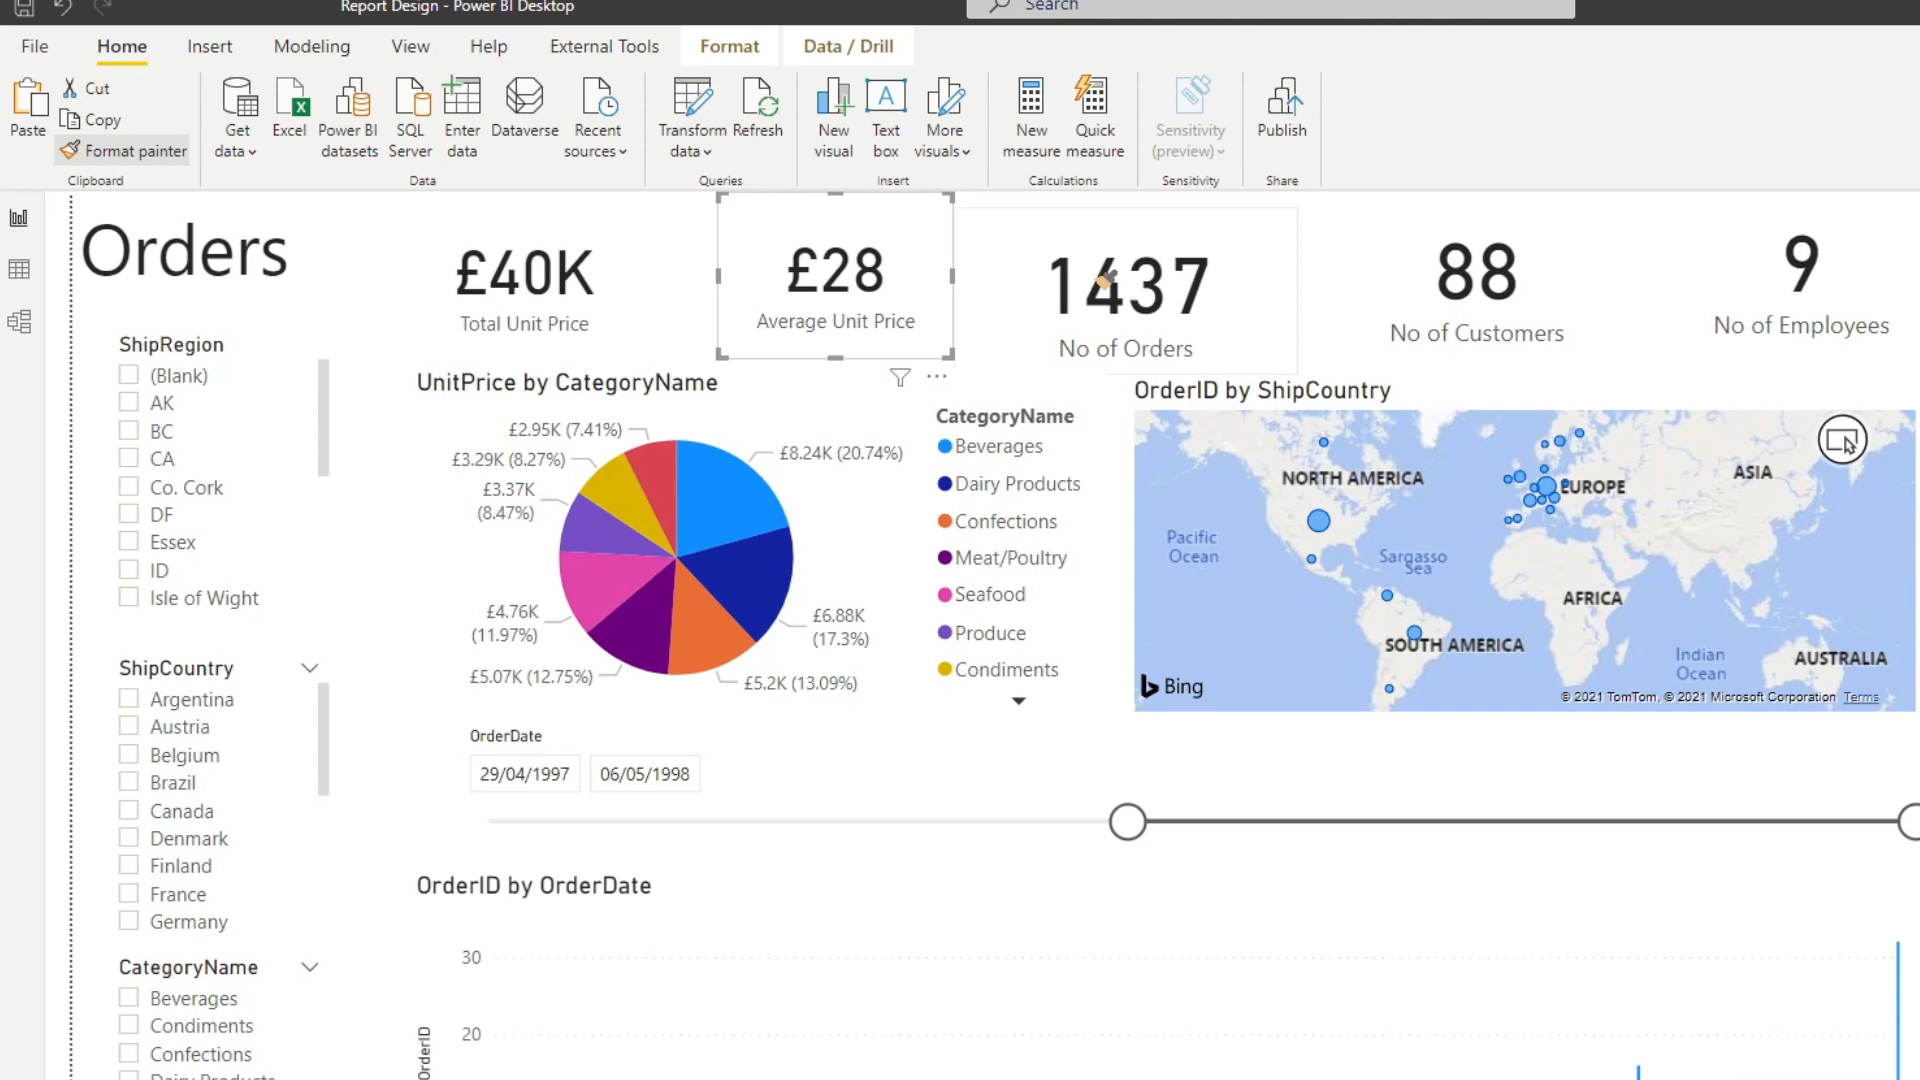 Report Design - Power BI Desktop
Search
File Home Insert Modeling View Help External Tools Format Data / Drill
Paste
Cut
Copy
Format painter
Clipboard
Get data
Excel
Power BI datasets
SQL Server
Enter data
Dataverse
Recent sources
Data
Transform data
Refresh
Queries
New visual
Text box
More visuals
Insert
New measure
Quick measure
Calculations
Sensitivity (preview)
Sensitivity
Publish
Share
Orders
£40K
Total Unit Price
£28
Average Unit Price
1437
No of Orders
88
No of Customers
9
No of Employees
ShipRegion
(Blank)
AK
BC
CA
Co. Cork
DF
Essex
ID
Isle of Wight
ShipCountry
Argentina
Austria
Belgium
Brazil
Canada
Denmark
Finland
France
Germany
CategoryName
Beverages
Condiments
Confections
Dairy Products
UnitPrice by CategoryName
£2.95K (7.41%)
£3.29K (8.27%)
£3.37K
(8.47%)
£4.76K
(11.97%)
£5.07K (12.75%)
£8.24K (20.74%)
£6.88K
(17.3%)
£5.2K (13.09%)
CategoryName
Beverages
Dairy Products
Confections
Meat/Poultry
Seafood
Produce
Condiments
OrderID by ShipCountry
NORTH AMERICA
EUROPE
ASIA
Pacific
Ocean
Sargasso
Sea
AFRICA
SOUTH AMERICA
Indian
Ocean
AUSTRALIA
Bing
© 2021 TomTom, © 2021 Microsoft Corporation Terms
OrderDate
29/04/1997
06/05/1998
OrderID by OrderDate
30
20
OrderID